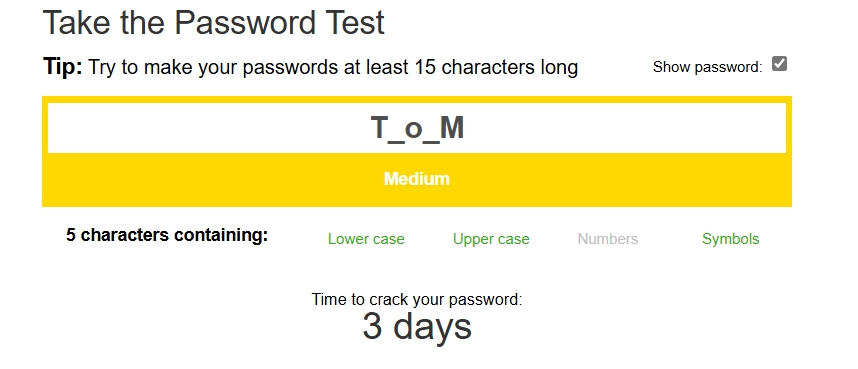 Take the Password Test
Tip: Try to make your passwords at least 15 characters long Show password:
T_o_M
Medium
5 characters containing: Lower case Upper case Numbers Symbols
Time to crack your password:
3 days